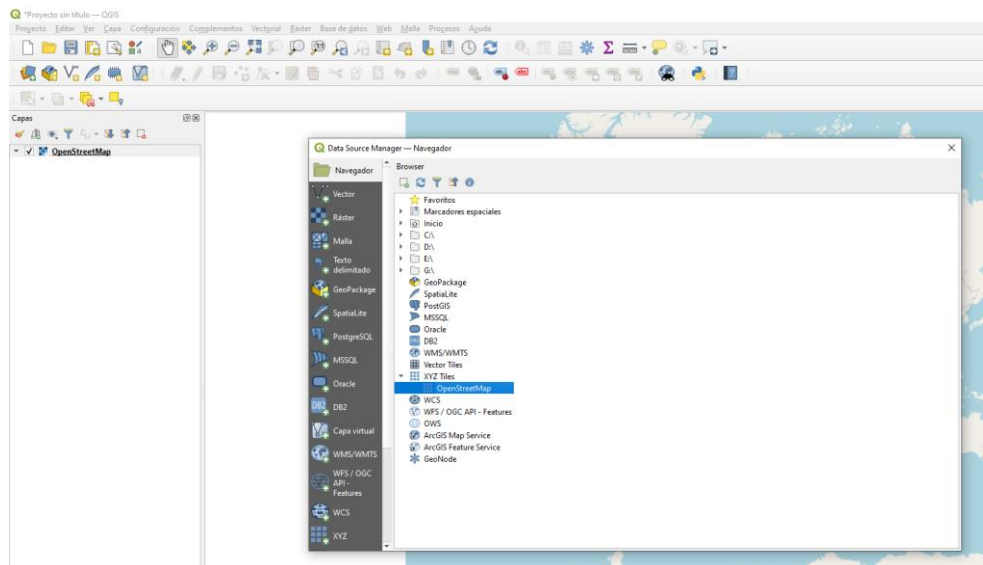 *Proyecto sin título — QGIS
Proyecto Editar Ver Capa Configuración Complementos Vectorial Ráster Base de datos Web Malla Procesos Ayuda
Capas
OpenStreetMap
Data Source Manager — Navegador
Navegador
Vector
Ráster
Malla
Texto
delimitado
GeoPackage
SpatiaLite
PostgreSQL
MSSQL
Oracle
DB2
DB2
Capa virtual
WMS/WMTS
WFS / OGC
API -
Features
WCS
XYZ
Browser
Favoritos
Marcadores espaciales
Inicio
C:\
D:\
E:\
G:\
GeoPackage
SpatiaLite
PostGIS
MSSQL
Oracle
DB2
WMS/WMTS
Vector Tiles
XYZ Tiles
OpenStreetMap
WCS
WFS / OGC API - Features
OWS
ArcGIS Map Service
ArcGIS Feature Service
GeoNode